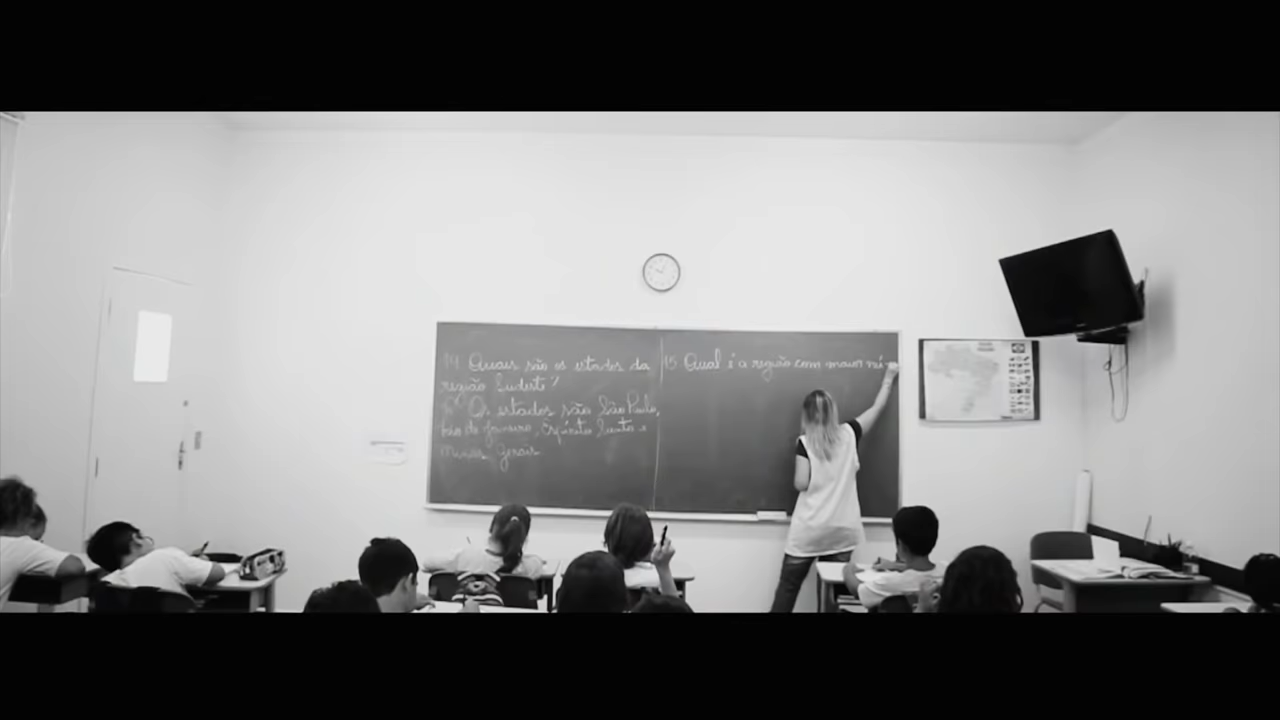 14 Quais são os estados da
região Sudeste?
R: Os estados são São Paulo,
Rio de Janeiro, Espírito Santo e
Minas Gerais.
15 Qual é a região com maior nú